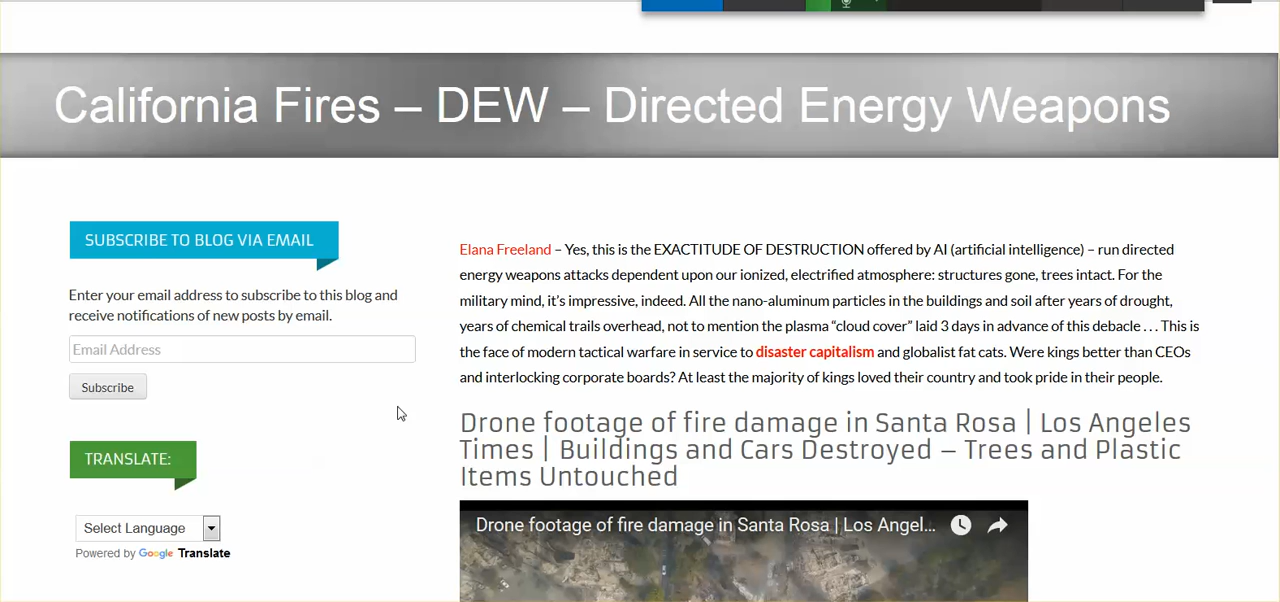 California Fires – DEW – Directed Energy Weapons
SUBSCRIBE TO BLOG VIA EMAIL
Enter your email address to subscribe to this blog and
receive notifications of new posts by email.
Email Address
Subscribe
TRANSLATE:
Select Language
Powered by Google Translate
Elana Freeland – Yes, this is the EXACTITUDE OF DESTRUCTION offered by AI (artificial intelligence) – run directed
energy weapons attacks dependent upon our ionized, electrified atmosphere: structures gone, trees intact. For the
military mind, it’s impressive, indeed. All the nano-aluminum particles in the buildings and soil after years of drought,
years of chemical trails overhead, not to mention the plasma “cloud cover” laid 3 days in advance of this debacle . . . This is
the face of modern tactical warfare in service to disaster capitalism and globalist fat cats. Were kings better than CEOs
and interlocking corporate boards? At least the majority of kings loved their country and took pride in their people.
Drone footage of fire damage in Santa Rosa | Los Angeles
Times | Buildings and Cars Destroyed – Trees and Plastic
Items Untouched
Drone footage of fire damage in Santa Rosa | Los Angel...